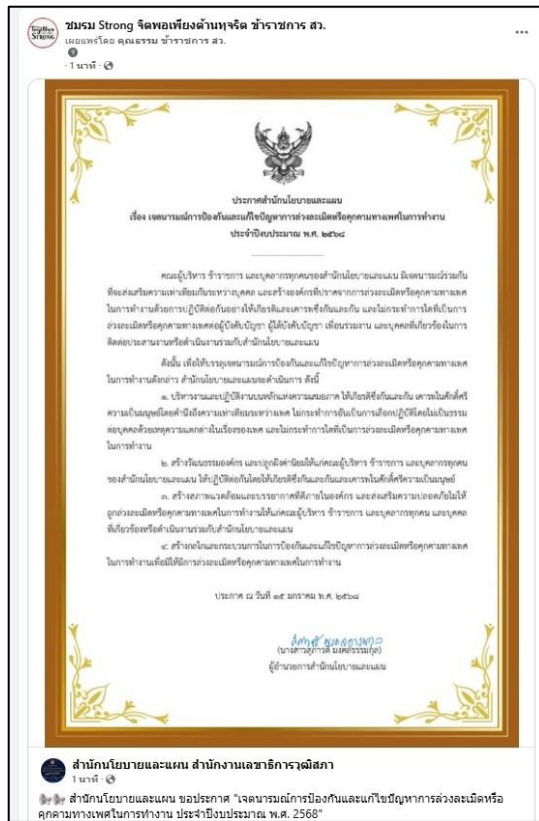 ชมรม Strong จิตพอเพียงต้านทุจริต ข้าราชการ สว.
เผยแพร่โดย คุณธรรม ข้าราชการ สว.
· 1 นาที ·
ประกาศสำนักนโยบายและแผน
เรื่อง เจตนารมณ์การป้องกันและแก้ไขปัญหาการล่วงละเมิดหรือคุกคามทางเพศในการทำงาน
ประจำปีงบประมาณ พ.ศ. ๒๕๖๘
คณะผู้บริหาร ข้าราชการ และบุคลากรทุกคนของสำนักนโยบายและแผน มีเจตนารมณ์ร่วมกัน
ที่จะส่งเสริมความเท่าเทียมกันระหว่างบุคคล และสร้างองค์กรที่ปราศจากการล่วงละเมิดหรือคุกคามทางเพศ
ในการทำงานด้วยการปฏิบัติต่อกันอย่างให้เกียรติและเคารพซึ่งกันและกัน และไม่กระทำการใดที่เป็นการ
ล่วงละเมิดหรือคุกคามทางเพศต่อผู้บังคับบัญชา ผู้ใต้บังคับบัญชา เพื่อนร่วมงาน และบุคคลที่เกี่ยวข้องในการ
ติดต่อประสานงานหรือดำเนินงานร่วมกับสำนักนโยบายและแผน
ดังนั้น เพื่อให้บรรลุเจตนารมณ์การป้องกันและแก้ไขปัญหาการล่วงละเมิดหรือคุกคามทางเพศ
ในการทำงานดังกล่าว สำนักนโยบายและแผนจะดำเนินการ ดังนี้
๑. บริหารงานและปฏิบัติงานบนหลักแห่งความเสมอภาค ให้เกียรติซึ่งกันและกัน เคารพในศักดิ์ศรี
ความเป็นมนุษย์โดยคำนึงถึงความเท่าเทียมระหว่างเพศ ไม่กระทำการอันเป็นการเลือกปฏิบัติโดยไม่เป็นธรรม
ต่อบุคคลด้วยเหตุความแตกต่างในเรื่องของเพศ และไม่กระทำการใดที่เป็นการล่วงละเมิดหรือคุกคามทางเพศ
ในการทำงาน
๒. สร้างวัฒนธรรมองค์กร และปลูกฝังค่านิยมให้แก่คณะผู้บริหาร ข้าราชการ และบุคลากรทุกคน
ของสำนักนโยบายและแผน ให้ปฏิบัติต่อกันโดยให้เกียรติซึ่งกันและกันและเคารพในศักดิ์ศรีความเป็นมนุษย์
๓. สร้างสภาพแวดล้อมและบรรยากาศที่ดีภายในองค์กร และส่งเสริมความปลอดภัยไม่ให้
ถูกล่วงละเมิดหรือคุกคามทางเพศในการทำงานให้แก่คณะผู้บริหาร ข้าราชการ และบุคลากรทุกคน และบุคคล
ที่เกี่ยวข้องหรือดำเนินงานร่วมกับสำนักนโยบายและแผน
๔. สร้างกลไกและกระบวนการในการป้องกันและแก้ไขปัญหาการล่วงละเมิดหรือคุกคามทางเพศ
ในการทำงานเพื่อมิให้มีการล่วงละเมิดหรือคุกคามทางเพศในการทำงาน
ประกาศ ณ วันที่ ๑๕ มกราคม พ.ศ. ๒๕๖๘
(นางสาวสุภาวดี มงคลธรรมกุล)
ผู้อำนวยการสำนักนโยบายและแผน
สำนักนโยบายและแผน สำนักงานเลขาธิการวุฒิสภา
1 นาที ·
สำนักนโยบายและแผน ขอประกาศ "เจตนารมณ์การป้องกันและแก้ไขปัญหาการล่วงละเมิดหรือ
คุกคามทางเพศในการทำงาน ประจำปีงบประมาณ พ.ศ. 2568"